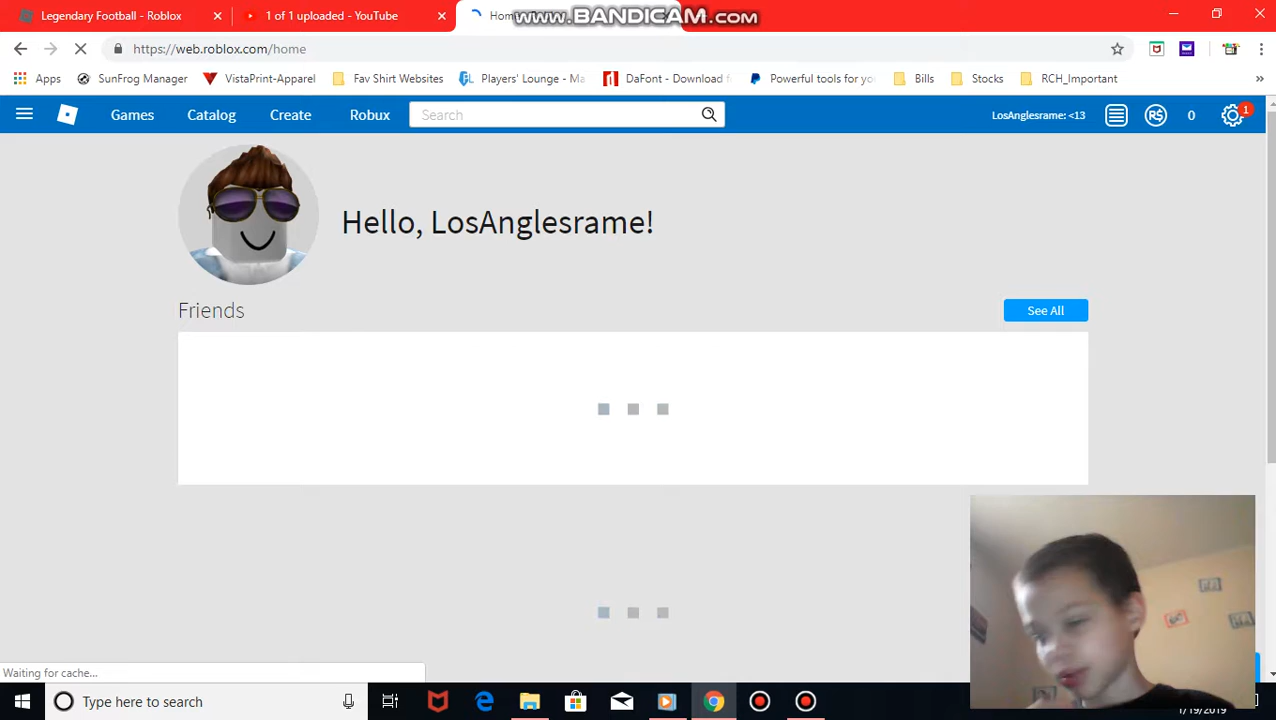 Legendary Football - Roblox
1 of 1 uploaded - YouTube
www.BANDICAM.com
https://web.roblox.com/home
Apps
SunFrog Manager
VistaPrint-Apparel
Fav Shirt Websites
Players' Lounge - Ma
DaFont - Download f
Powerful tools for yo
Bills
Stocks
RCH_Important
»
Games
Catalog
Create
Robux
Search
LosAnglesrame: <13
R$
0
1
Hello, LosAnglesrame!
Friends
See All
Waiting for cache...
Type here to search
1/19/2019